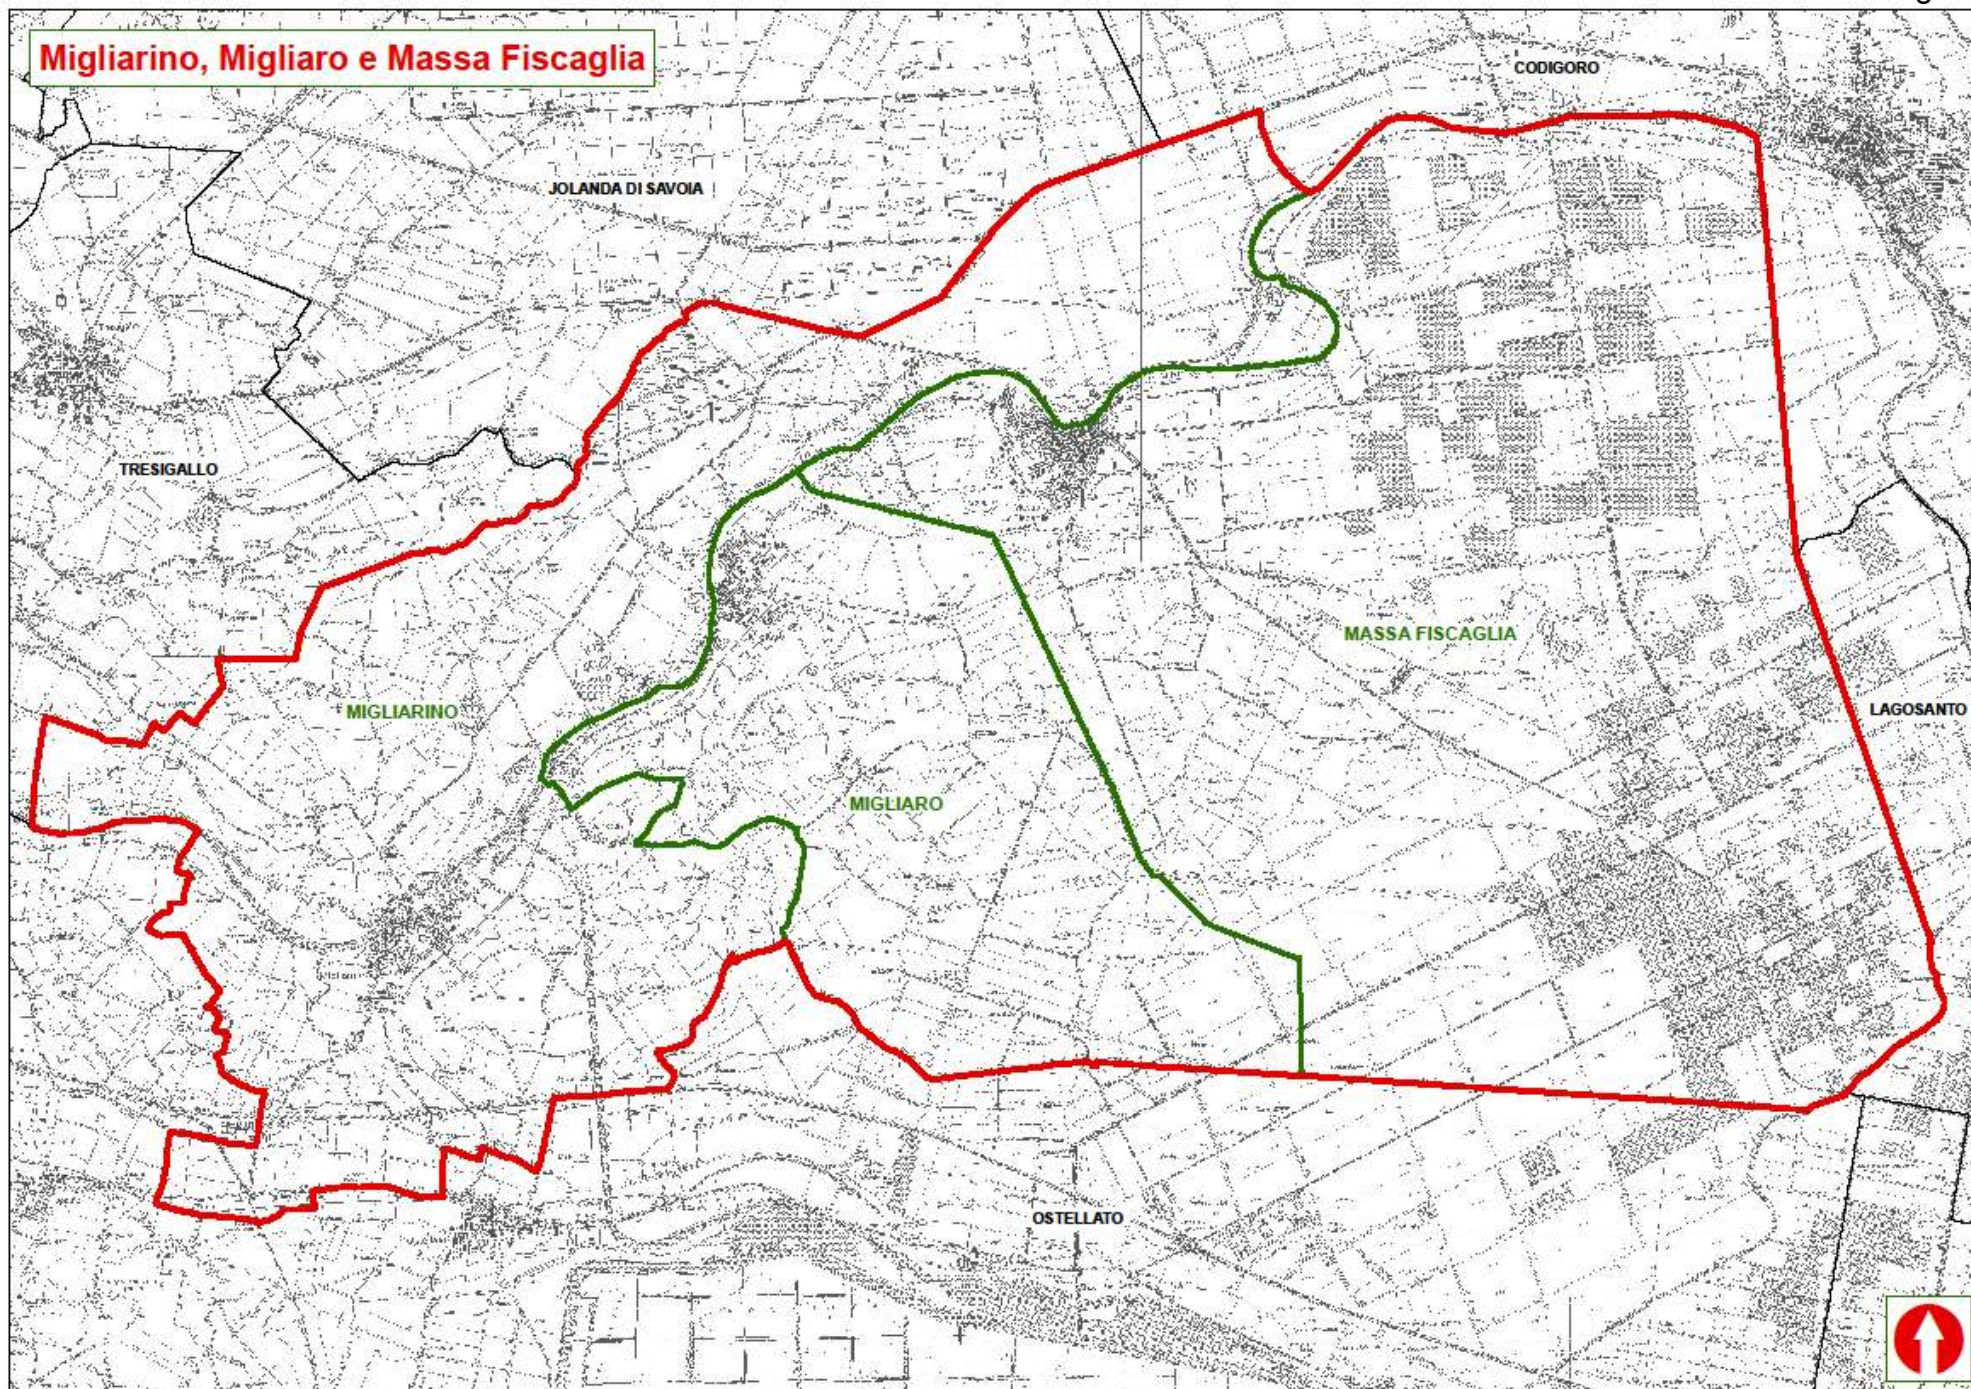 Migliarino, Migliaro e Massa Fiscaglia
CODIGORO
JOLANDA DI SAVOIA
TRESIGALLO
MASSA FISCAGLIA
LAGOSANTO
MIGLIARINO
MIGLIARO
OSTELLATO